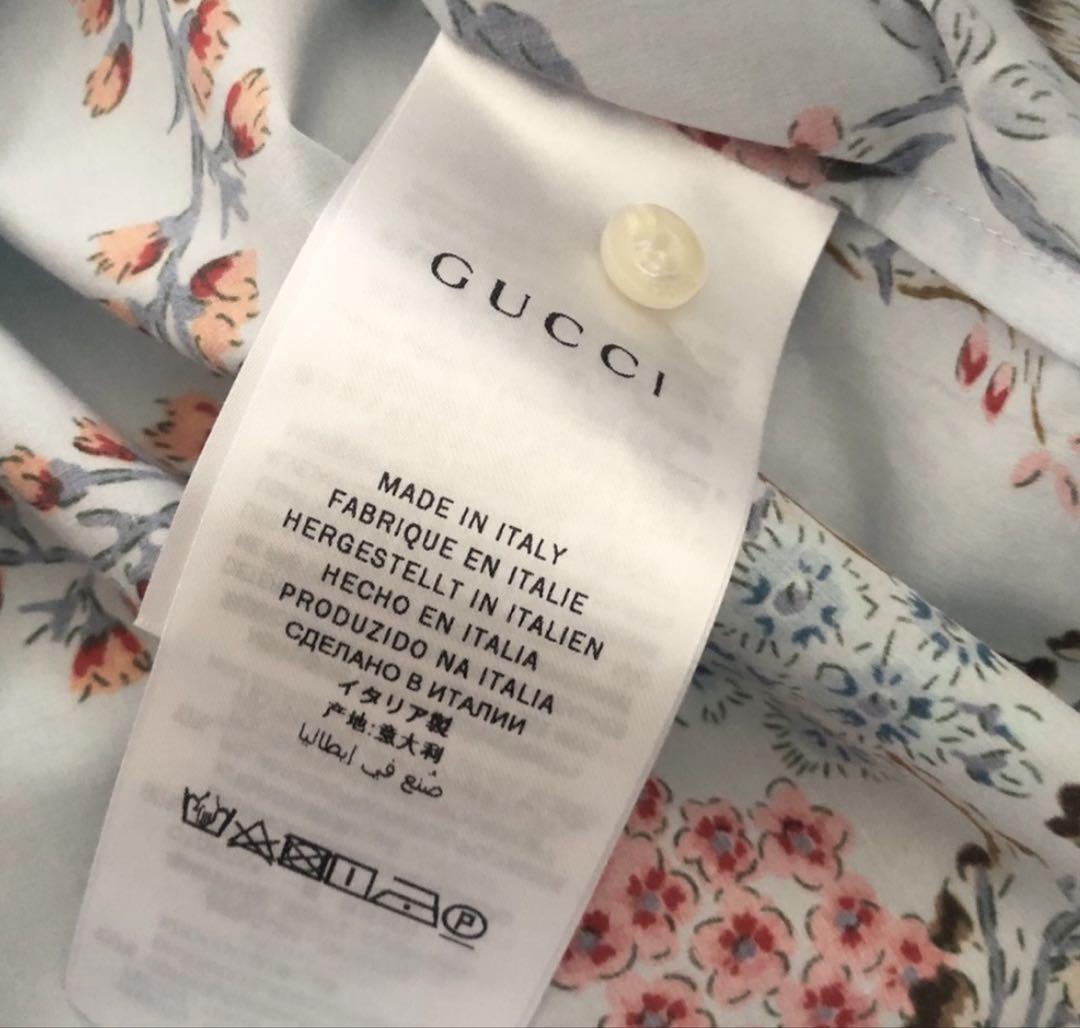 GUCCI
MADE IN ITALY
FABRIQUE EN ITALIE
HERGESTELLT IN ITALIEN
HECHO EN ITALIA
PRODUZIDO NA ITALIA
СДЕЛАНО В ИТАЛИИ
イタリア製
产地:意大利
صُنع في إيطاليا
P